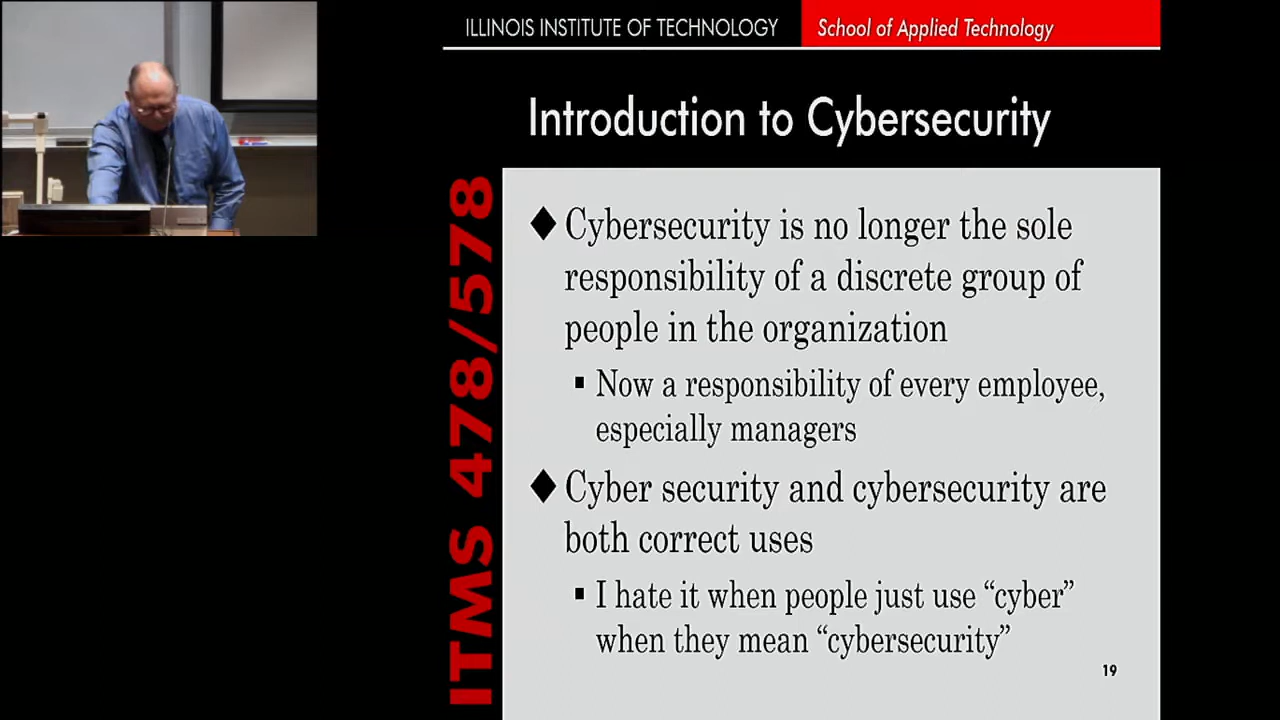 ILLINOIS INSTITUTE OF TECHNOLOGY School of Applied Technology
Introduction to Cybersecurity
ITMS 478/578
◆ Cybersecurity is no longer the sole
responsibility of a discrete group of
people in the organization
▪ Now a responsibility of every employee,
especially managers
◆ Cyber security and cybersecurity are
both correct uses
▪ I hate it when people just use “cyber”
when they mean “cybersecurity”
19